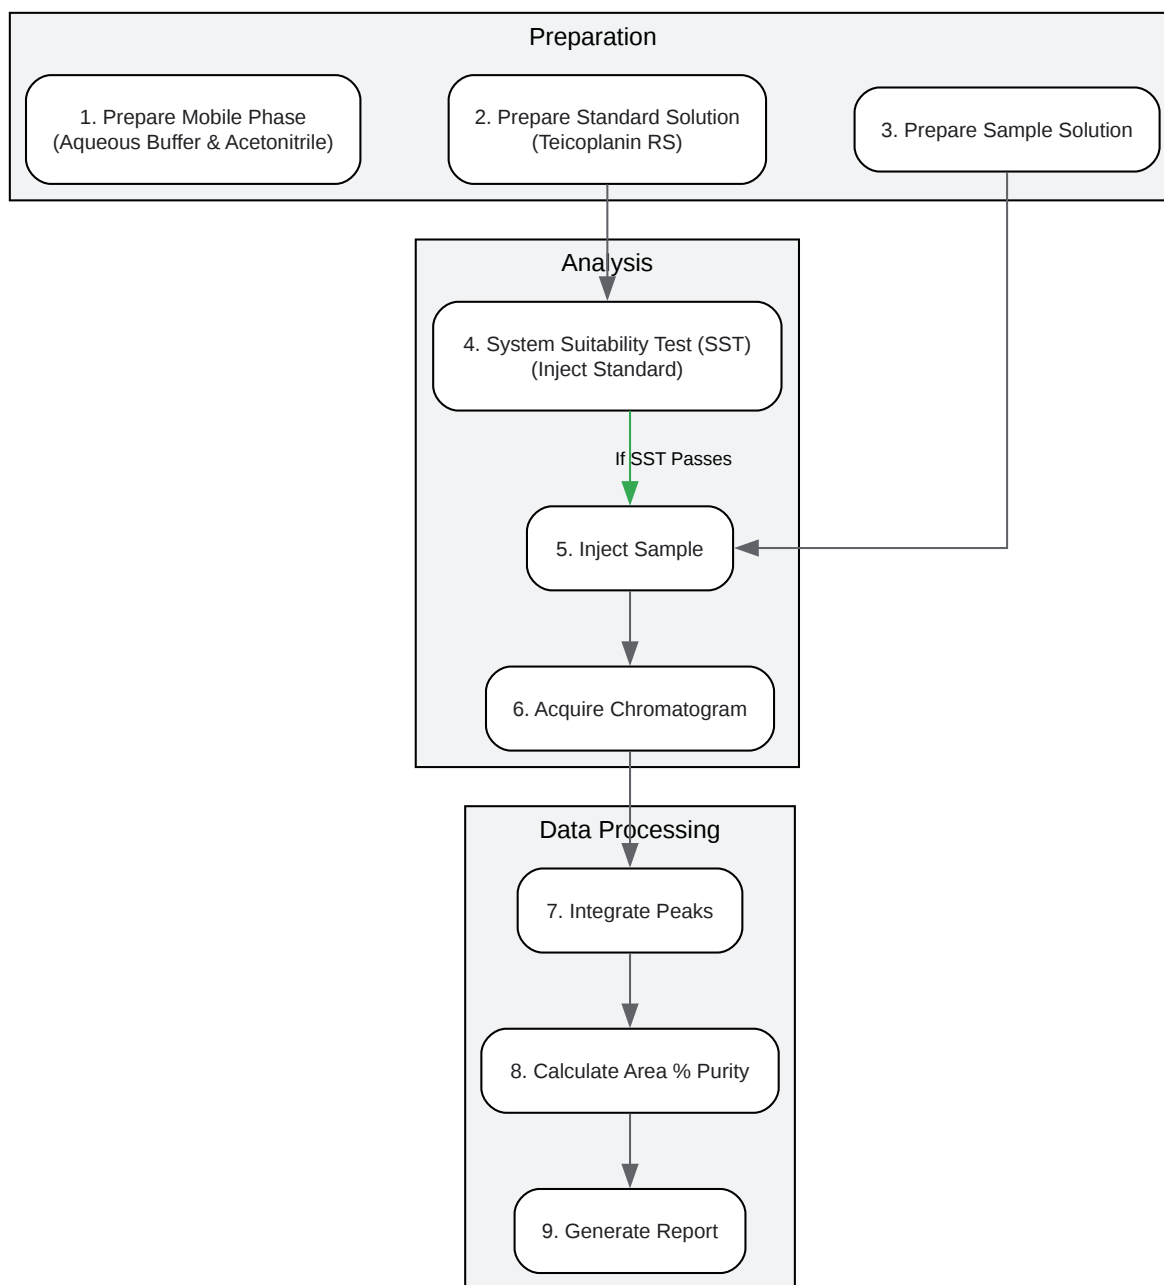 Preparation
1. Prepare Mobile Phase
(Aqueous Buffer & Acetonitrile)
2. Prepare Standard Solution
(Teicoplanin RS)
3. Prepare Sample Solution
Analysis
4. System Suitability Test (SST)
(Inject Standard)
If SST Passes
5. Inject Sample
6. Acquire Chromatogram
Data Processing
7. Integrate Peaks
8. Calculate Area % Purity
9. Generate Report